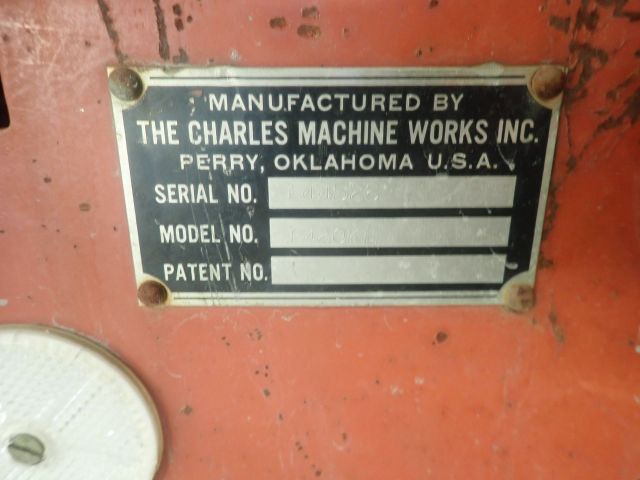 MANUFACTURED BY
THE CHARLES MACHINE WORKS INC.
PERRY, OKLAHOMA U.S.A.
SERIAL NO.
MODEL NO.
PATENT NO.